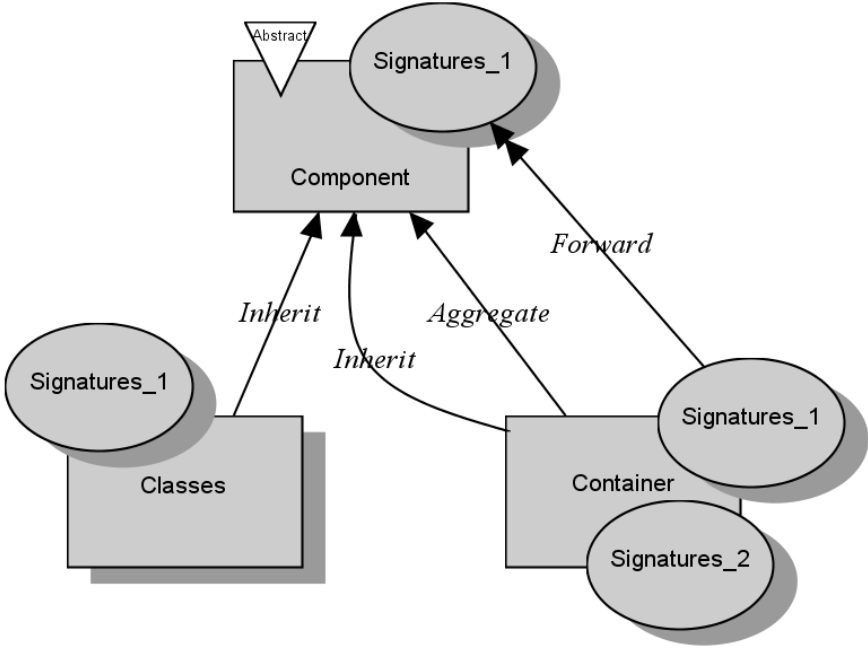 Abstract
Signatures_1
Component
Forward
Inherit
Aggregate
Inherit
Signatures_1
Signatures_1
Classes
Container
Signatures_2